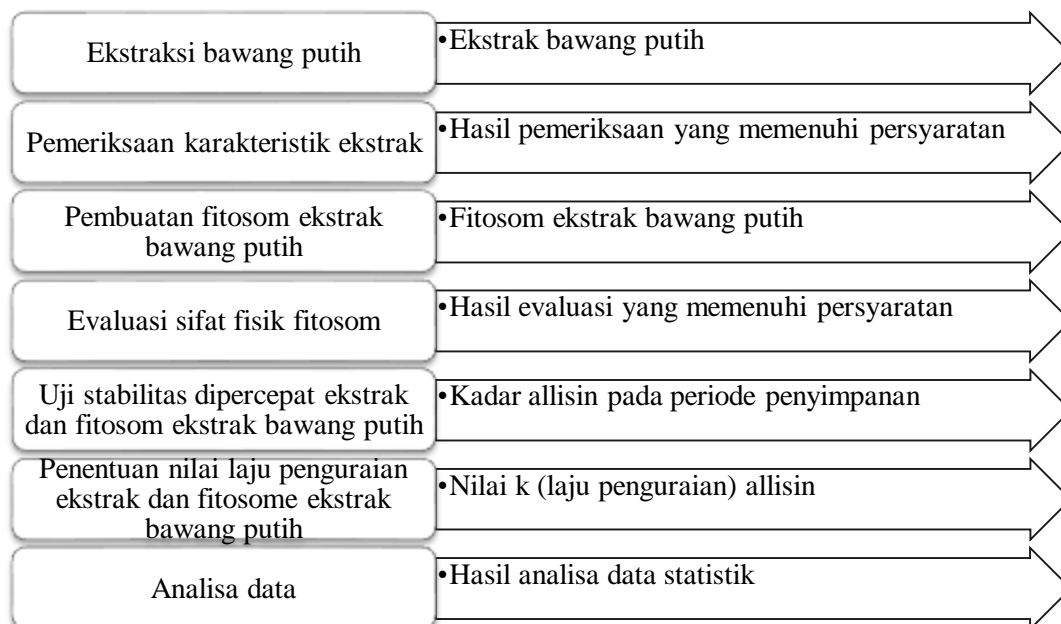 Ekstraksi bawang putih
•Ekstrak bawang putih
Pemeriksaan karakteristik ekstrak
•Hasil pemeriksaan yang memenuhi persyaratan
Pembuatan fitosom ekstrak
bawang putih
•Fitosom ekstrak bawang putih
Evaluasi sifat fisik fitosom
•Hasil evaluasi yang memenuhi persyaratan
Uji stabilitas dipercepat ekstrak
dan fitosom ekstrak bawang putih
•Kadar allisin pada periode penyimpanan
Penentuan nilai laju penguraian
ekstrak dan fitosome ekstrak
bawang putih
•Nilai k (laju penguraian) allisin
Analisa data
•Hasil analisa data statistik